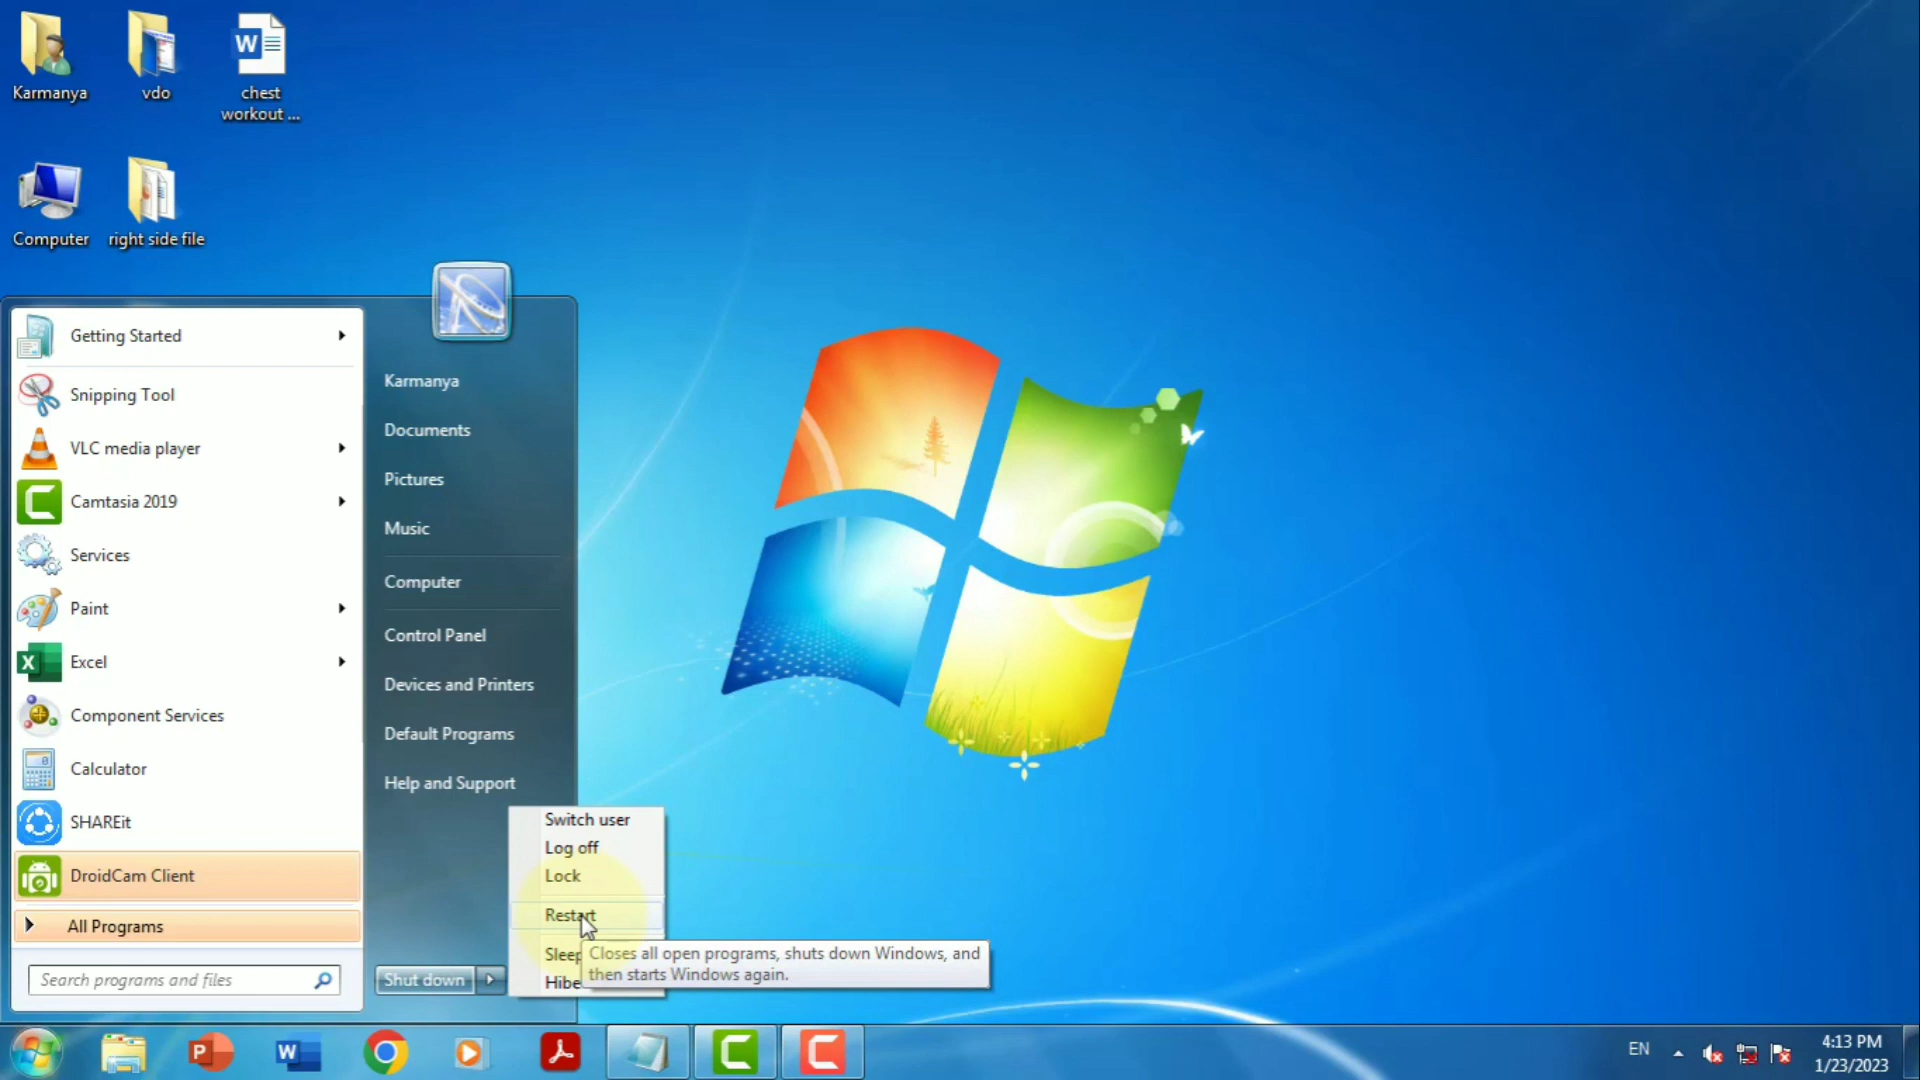 Karmanya
vdo
chest
workout ...
Computer
right side file
Getting Started
Snipping Tool
VLC media player
Camtasia 2019
Services
Paint
Excel
Component Services
Calculator
SHAREit
DroidCam Client
All Programs
Search programs and files
Karmanya
Documents
Pictures
Music
Computer
Control Panel
Devices and Printers
Default Programs
Help and Support
Shut down
Switch user
Log off
Lock
Restart
Sleep
Hibe
Closes all open programs, shuts down Windows, and
then starts Windows again.
EN
4:13 PM
1/23/2023